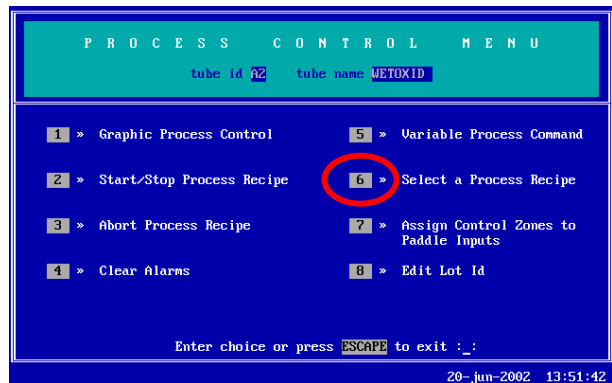 P R O C E S S   C O N T R O L   M E N U
tube id A2   tube name WETOXID
1 » Graphic Process Control
2 » Start/Stop Process Recipe
3 » Abort Process Recipe
4 » Clear Alarms
5 » Variable Process Command
6 » Select a Process Recipe
7 » Assign Control Zones to
Paddle Inputs
8 » Edit Lot Id
Enter choice or press ESCAPE to exit :_:
20-jun-2002 13:51:42